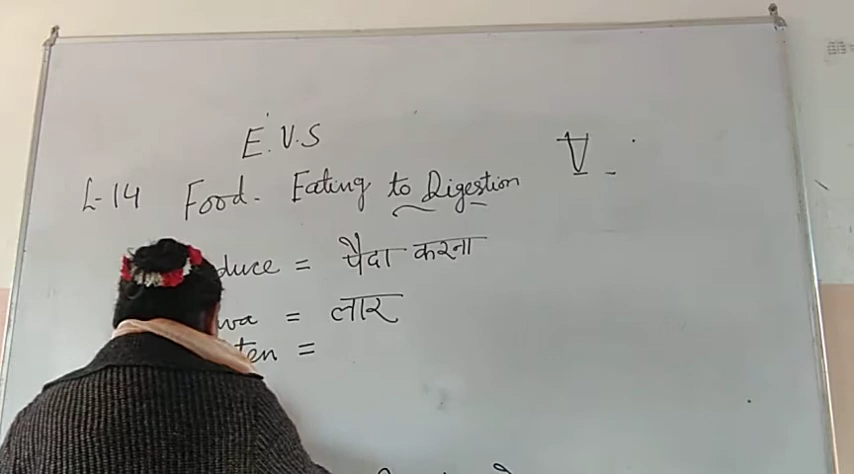 E.V.S
V
L-14 Food. Eating to Digestion
duce = पैदा करना
va = लार
ten =